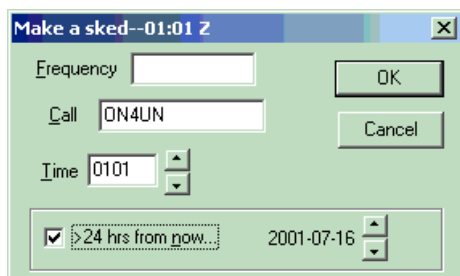 Make a sked--01:01 Z
Frequency
OK
Call ON4UN
Cancel
Time 0101
>24 hrs from now... 2001-07-16